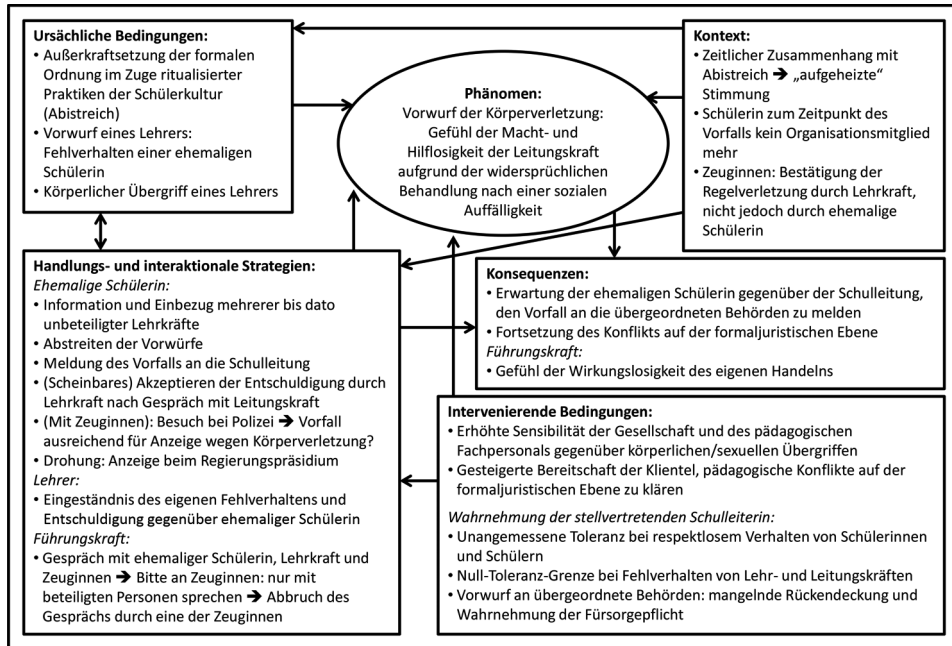 Ursächliche Bedingungen:
• Außerkraftsetzung der formalen
Ordnung im Zuge ritualisierter
Praktiken der Schülerkultur
(Abistreich)
• Vorwurf eines Lehrers:
Fehlverhalten einer ehemaligen
Schülerin
• Körperlicher Übergriff eines Lehrers
Phänomen:
Vorwurf der Körperverletzung:
Gefühl der Macht- und
Hilflosigkeit der Leitungskraft
aufgrund der widersprüchlichen
Behandlung nach einer sozialen
Auffälligkeit
Kontext:
• Zeitlicher Zusammenhang mit
Abistreich ➔ „aufgeheizte“
Stimmung
• Schülerin zum Zeitpunkt des
Vorfalls kein Organisationsmitglied
mehr
• Zeuginnen: Bestätigung der
Regelverletzung durch Lehrkraft,
nicht jedoch durch ehemalige
Schülerin
Handlungs- und interaktionale Strategien:
Ehemalige Schülerin:
• Information und Einbezug mehrerer bis dato
unbeteiligter Lehrkräfte
• Abstreiten der Vorwürfe
• Meldung des Vorfalls an die Schulleitung
• (Scheinbares) Akzeptieren der Entschuldigung durch
Lehrkraft nach Gespräch mit Leitungskraft
• (Mit Zeuginnen): Besuch bei Polizei ➔ Vorfall
ausreichend für Anzeige wegen Körperverletzung?
• Drohung: Anzeige beim Regierungspräsidium
Lehrer:
• Eingeständnis des eigenen Fehlverhaltens und
Entschuldigung gegenüber ehemaliger Schülerin
Führungskraft:
• Gespräch mit ehemaliger Schülerin, Lehrkraft und
Zeuginnen ➔ Bitte an Zeuginnen: nur mit
beteiligten Personen sprechen ➔ Abbruch des
Gesprächs durch eine der Zeuginnen
Konsequenzen:
• Erwartung der ehemaligen Schülerin gegenüber der Schulleitung,
den Vorfall an die übergeordneten Behörden zu melden
• Fortsetzung des Konflikts auf der formaljuristischen Ebene
Führungskraft:
• Gefühl der Wirkungslosigkeit des eigenen Handelns
Intervenierende Bedingungen:
• Erhöhte Sensibilität der Gesellschaft und des pädagogischen
Fachpersonals gegenüber körperlichen/sexuellen Übergriffen
• Gesteigerte Bereitschaft der Klientel, pädagogische Konflikte auf der
formaljuristischen Ebene zu klären
Wahrnehmung der stellvertretenden Schulleiterin:
• Unangemessene Toleranz bei respektlosem Verhalten von Schülerinnen
und Schülern
• Null-Toleranz-Grenze bei Fehlverhalten von Lehr- und Leitungskräften
• Vorwurf an übergeordnete Behörden: mangelnde Rückendeckung und
Wahrnehmung der Fürsorgepflicht